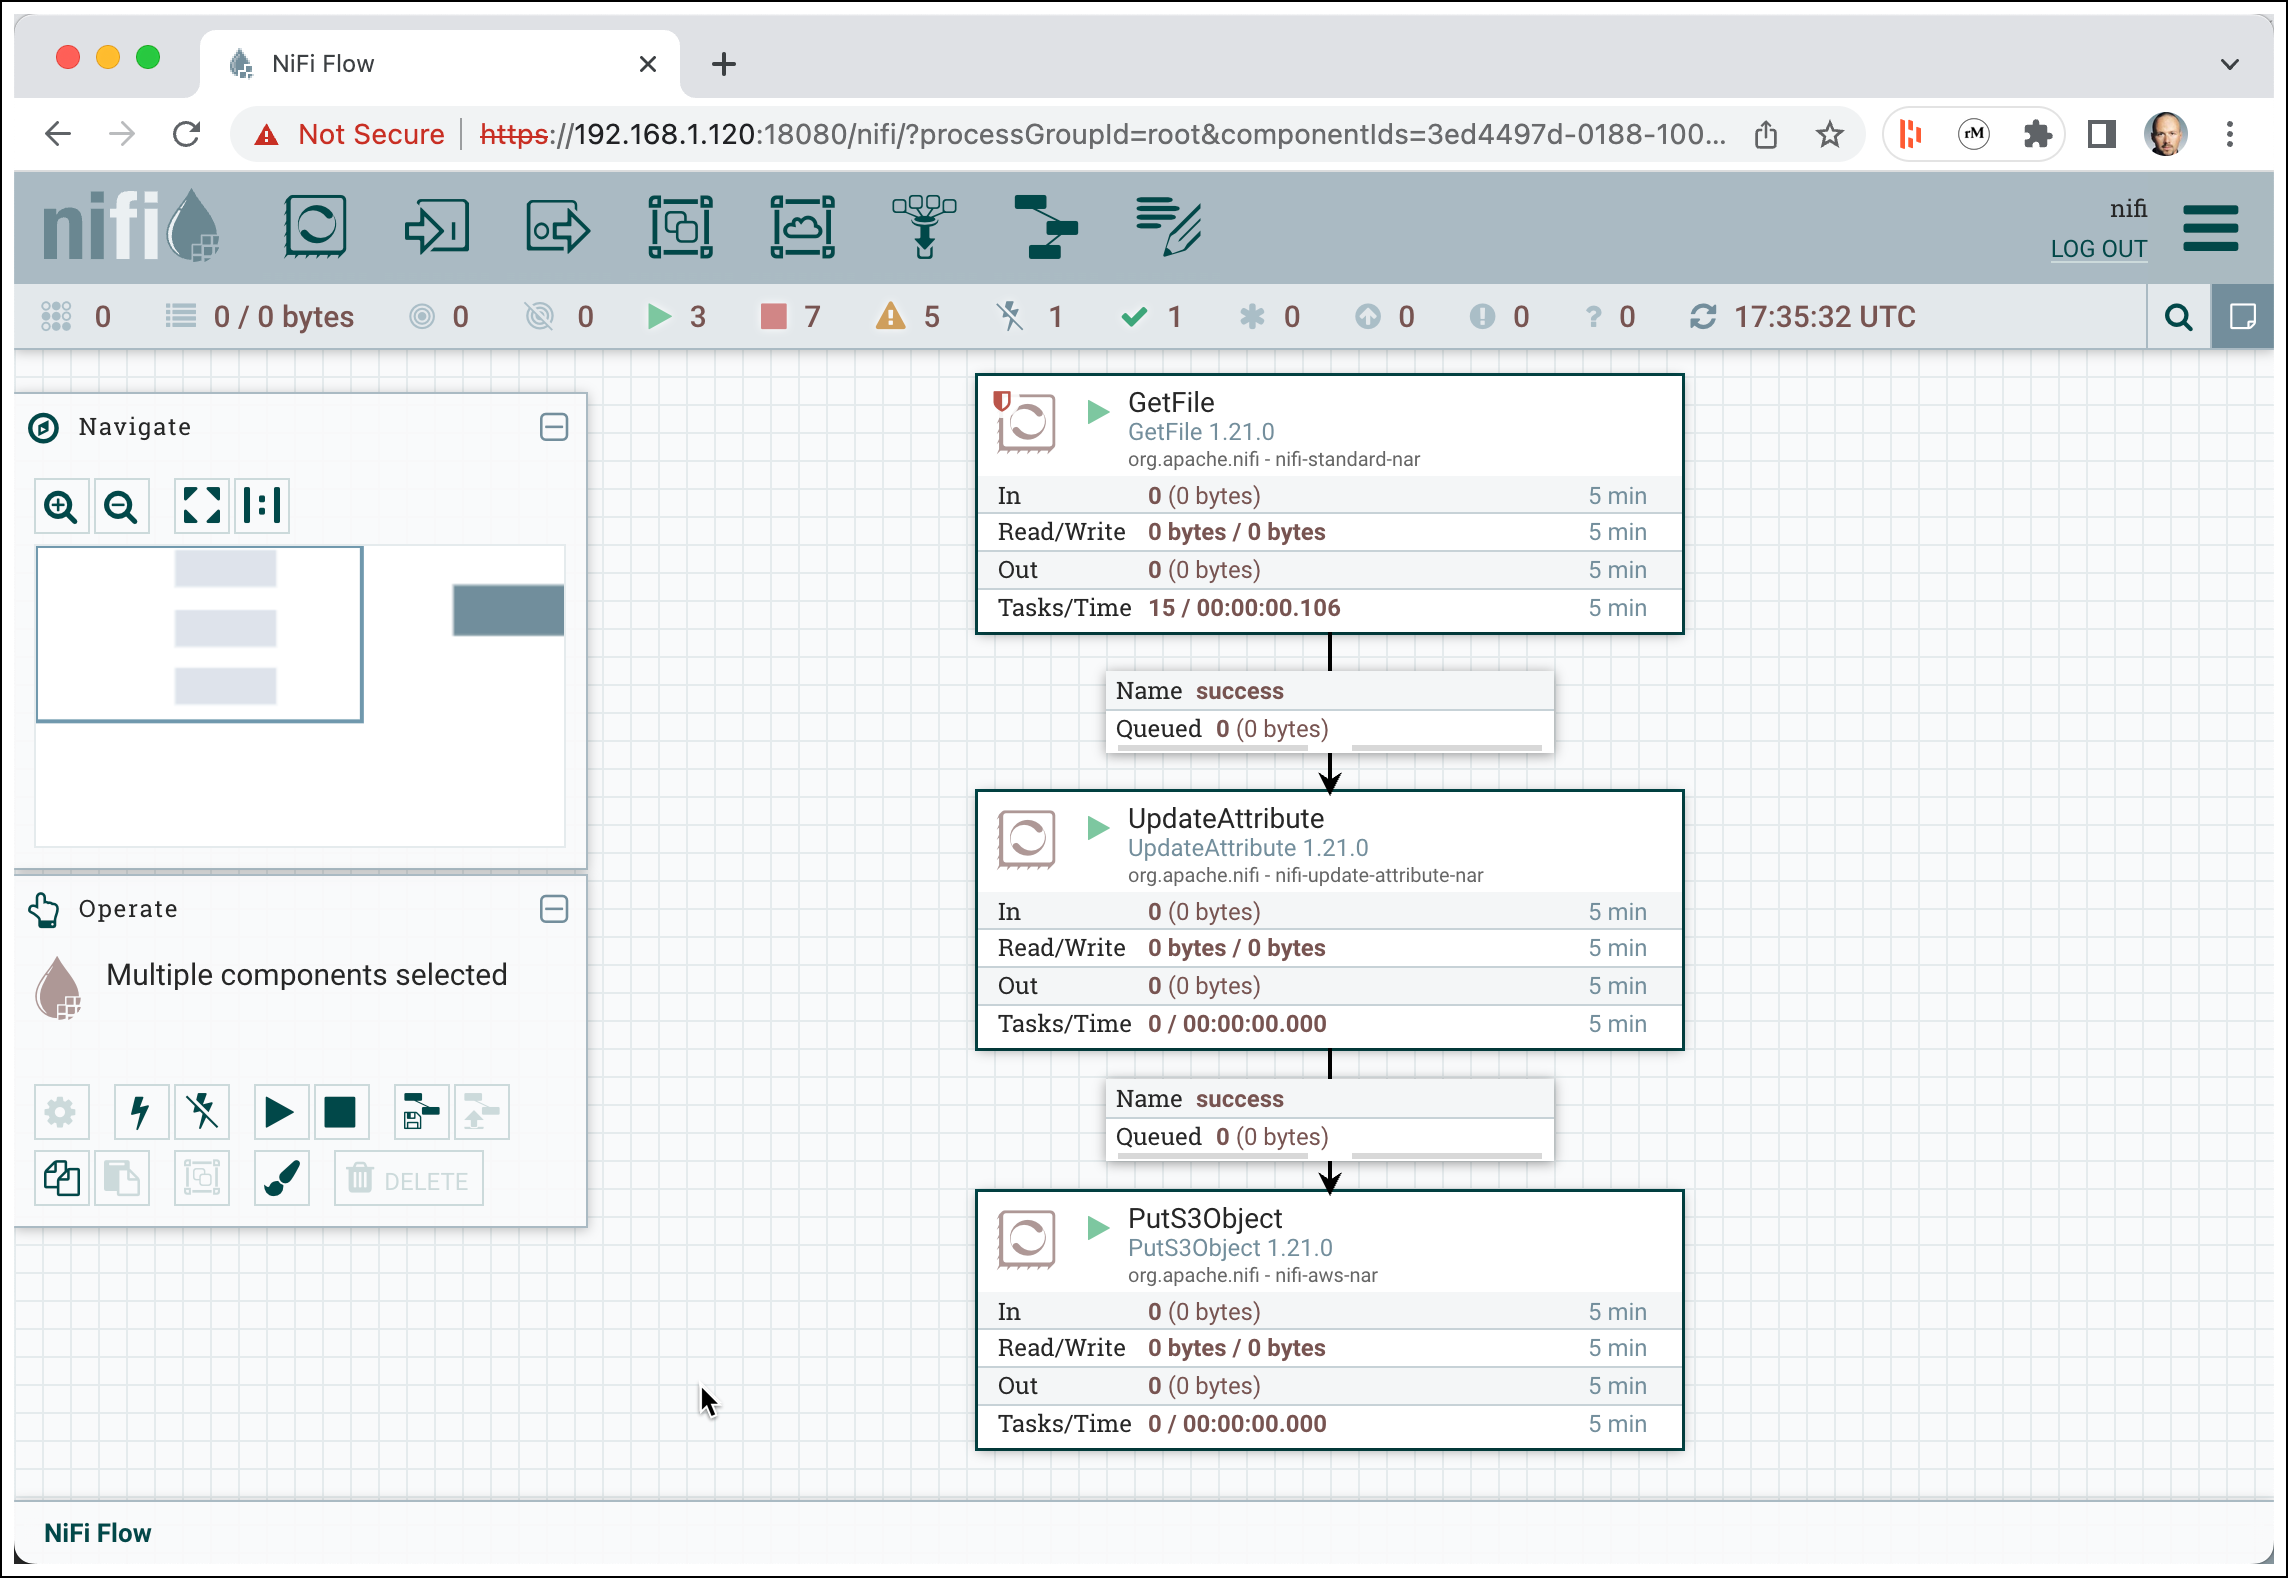 NiFi Flow
Not Secure https://192.168.1.120:18080/nifi/?processGroupId=root&componentIds=3ed4497d-0188-100...
rM
nifi
nifi
LOG OUT
0 0 / 0 bytes 0 0 3 7 5 1 1 0 0 0 0 17:35:32 UTC
Navigate
Operate
Multiple components selected
DELETE
GetFile
GetFile 1.21.0
org.apache.nifi - nifi-standard-nar
In 0 (0 bytes) 5 min
Read/Write 0 bytes / 0 bytes 5 min
Out 0 (0 bytes) 5 min
Tasks/Time 15 / 00:00:00.106 5 min
Name success
Queued 0 (0 bytes)
UpdateAttribute
UpdateAttribute 1.21.0
org.apache.nifi - nifi-update-attribute-nar
In 0 (0 bytes) 5 min
Read/Write 0 bytes / 0 bytes 5 min
Out 0 (0 bytes) 5 min
Tasks/Time 0 / 00:00:00.000 5 min
Name success
Queued 0 (0 bytes)
PutS3Object
PutS3Object 1.21.0
org.apache.nifi - nifi-aws-nar
In 0 (0 bytes) 5 min
Read/Write 0 bytes / 0 bytes 5 min
Out 0 (0 bytes) 5 min
Tasks/Time 0 / 00:00:00.000 5 min
NiFi Flow